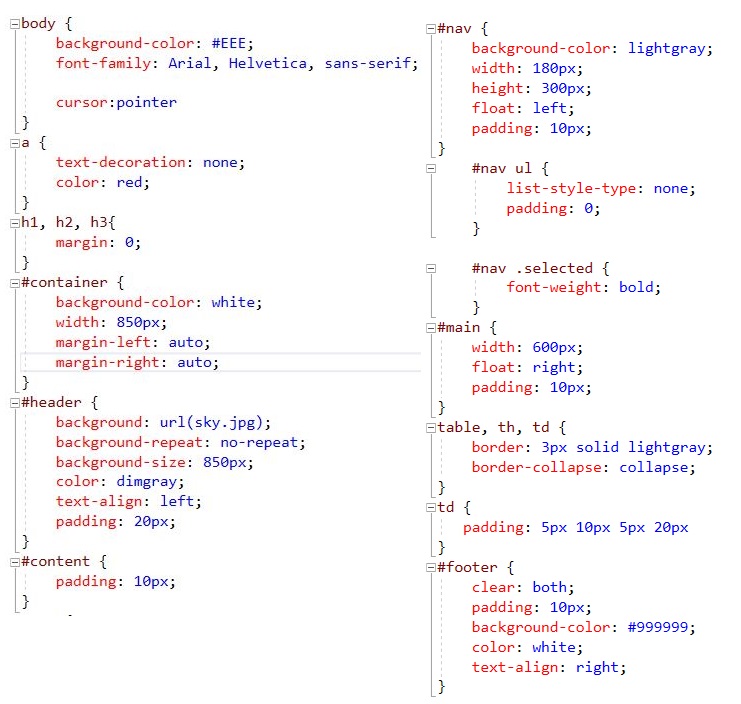 body {
    background-color: #EEE;
    font-family: Arial, Helvetica, sans-serif;

    cursor:pointer
}
a {
    text-decoration: none;
    color: red;
}
h1, h2, h3{
    margin: 0;
}
#container {
    background-color: white;
    width: 850px;
    margin-left: auto;
    margin-right: auto;
}
#header {
    background: url(sky.jpg);
    background-repeat: no-repeat;
    background-size: 850px;
    color: dimgray;
    text-align: left;
    padding: 20px;
}
#content {
    padding: 10px;
}
#nav {
    background-color: lightgray;
    width: 180px;
    height: 300px;
    float: left;
    padding: 10px;
}
    #nav ul {
        list-style-type: none;
        padding: 0;
    }

    #nav .selected {
        font-weight: bold;
    }
#main {
    width: 600px;
    float: right;
    padding: 10px;
}
table, th, td {
    border: 3px solid lightgray;
    border-collapse: collapse;
}
td {
   padding: 5px 10px 5px 20px
}
#footer {
    clear: both;
    padding: 10px;
    background-color: #999999;
    color: white;
    text-align: right;
}